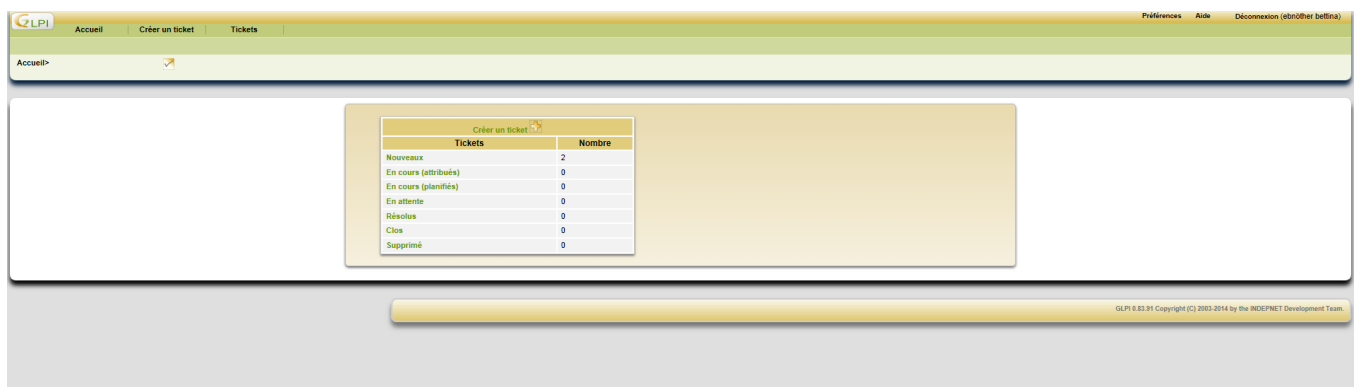 GLPI
Préférences Aide Déconnexion (ebnöther bettina)
Accueil Créer un ticket Tickets
Accueil>
Créer un ticket
Tickets Nombre
Nouveaux 2
En cours (attribués) 0
En cours (planifiés) 0
En attente 0
Résolus 0
Clos 0
Supprimé 0
GLPI 0.83.91 Copyright (C) 2003-2014 by the INDEPNET Development Team.